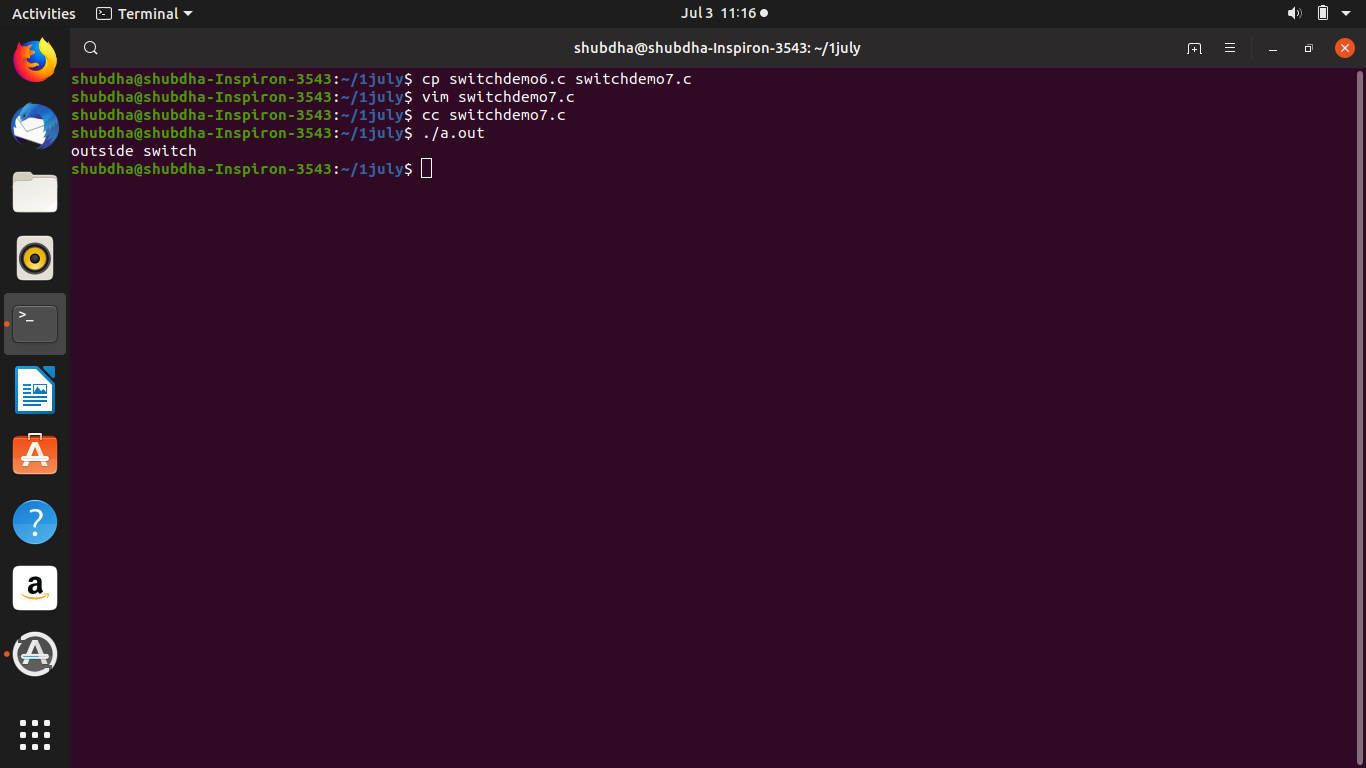 Activities Terminal Jul 3 11:16
shubdha@shubdha-Inspiron-3543: ~/1july
shubdha@shubdha-Inspiron-3543:~/1july$ cp switchdemo6.c switchdemo7.c
shubdha@shubdha-Inspiron-3543:~/1july$ vim switchdemo7.c
shubdha@shubdha-Inspiron-3543:~/1july$ cc switchdemo7.c
shubdha@shubdha-Inspiron-3543:~/1july$ ./a.out
outside switch
shubdha@shubdha-Inspiron-3543:~/1july$